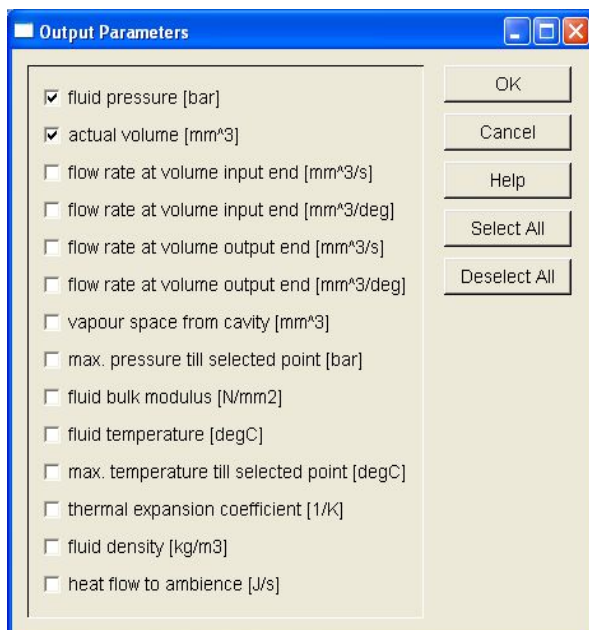 Output Parameters
fluid pressure [bar]
actual volume [mm^3]
flow rate at volume input end [mm^3/s]
flow rate at volume input end [mm^3/deg]
flow rate at volume output end [mm^3/s]
flow rate at volume output end [mm^3/deg]
vapour space from cavity [mm^3]
max. pressure till selected point [bar]
fluid bulk modulus [N/mm2]
fluid temperature [degC]
max. temperature till selected point [degC]
thermal expansion coefficient [1/K]
fluid density [kg/m3]
heat flow to ambience [J/s]
OK
Cancel
Help
Select All
Deselect All